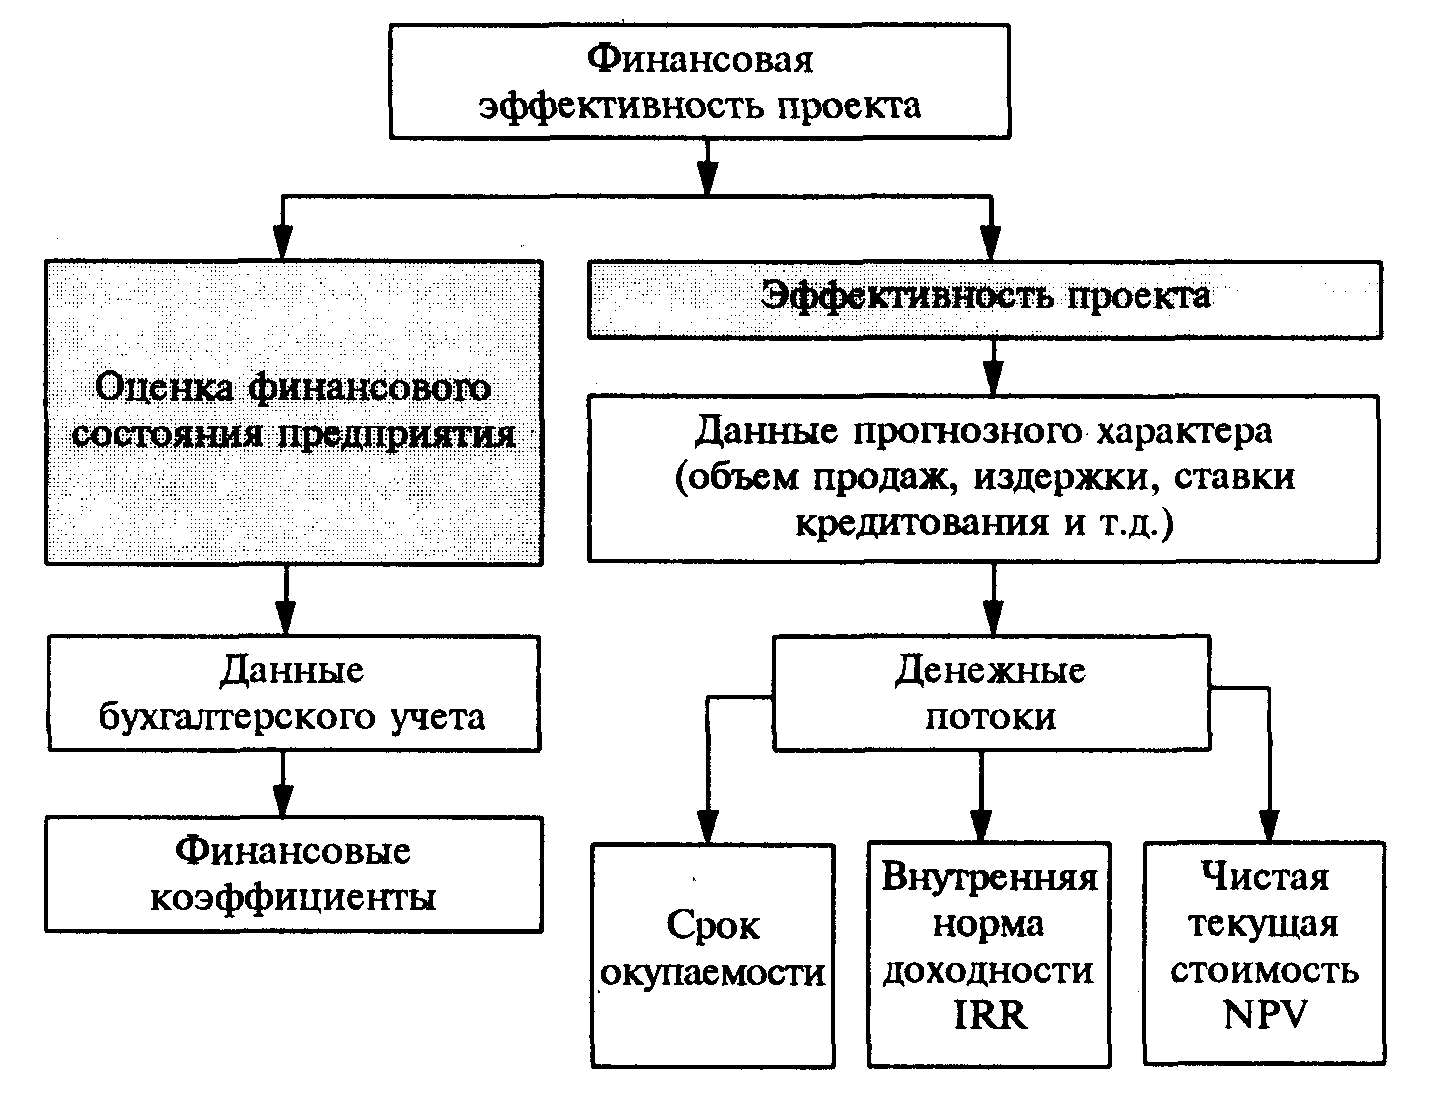 Финансовая
эффективность проекта
Оценка финансового
состояния предприятия
Данные
бухгалтерского учета
Финансовые
коэффициенты
Эффективность проекта
Данные прогнозного характера
(объем продаж, издержки, ставки
кредитования и т.д.)
Денежные
потоки
Срок
окупаемости
Внутренняя
норма
доходности
IRR
Чистая
текущая
стоимость
NPV